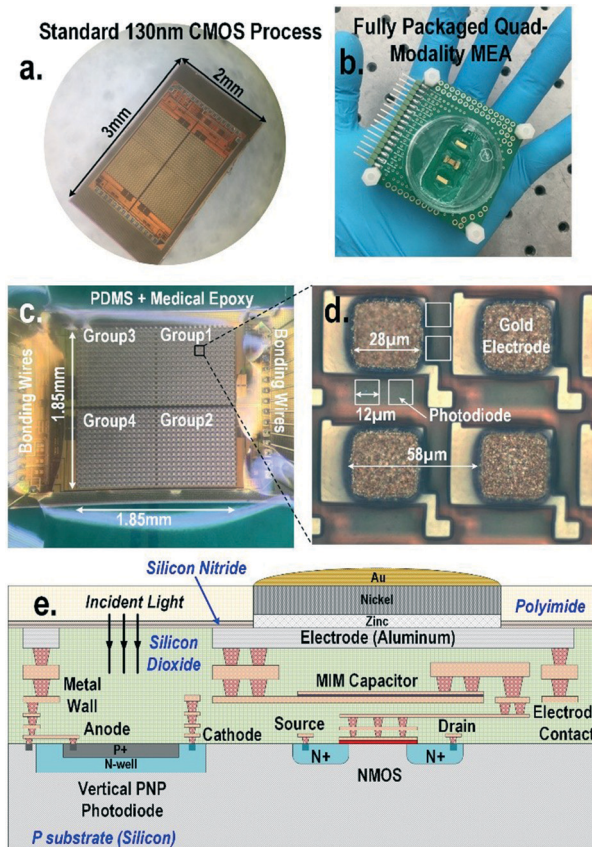 Standard 130nm CMOS Process
a.
2mm
3mm
Fully Packaged Quad-
Modality MEA
b.
c.
PDMS + Medical Epoxy
Group3
Group1
Group4
Group2
Bonding Wires
Bonding Wires
1.85mm
1.85mm
d.
28μm
Gold
Electrode
12μm
Photodiode
58μm
e.
Silicon Nitride
Incident Light
Silicon
Dioxide
Au
Nickel
Zinc
Electrode (Aluminum)
Polyimide
Metal
Wall
MIM Capacitor
Anode
Cathode
Source
Drain
Electrode
Contact
P+
N-well
N+
N+
NMOS
Vertical PNP
Photodiode
P substrate (Silicon)